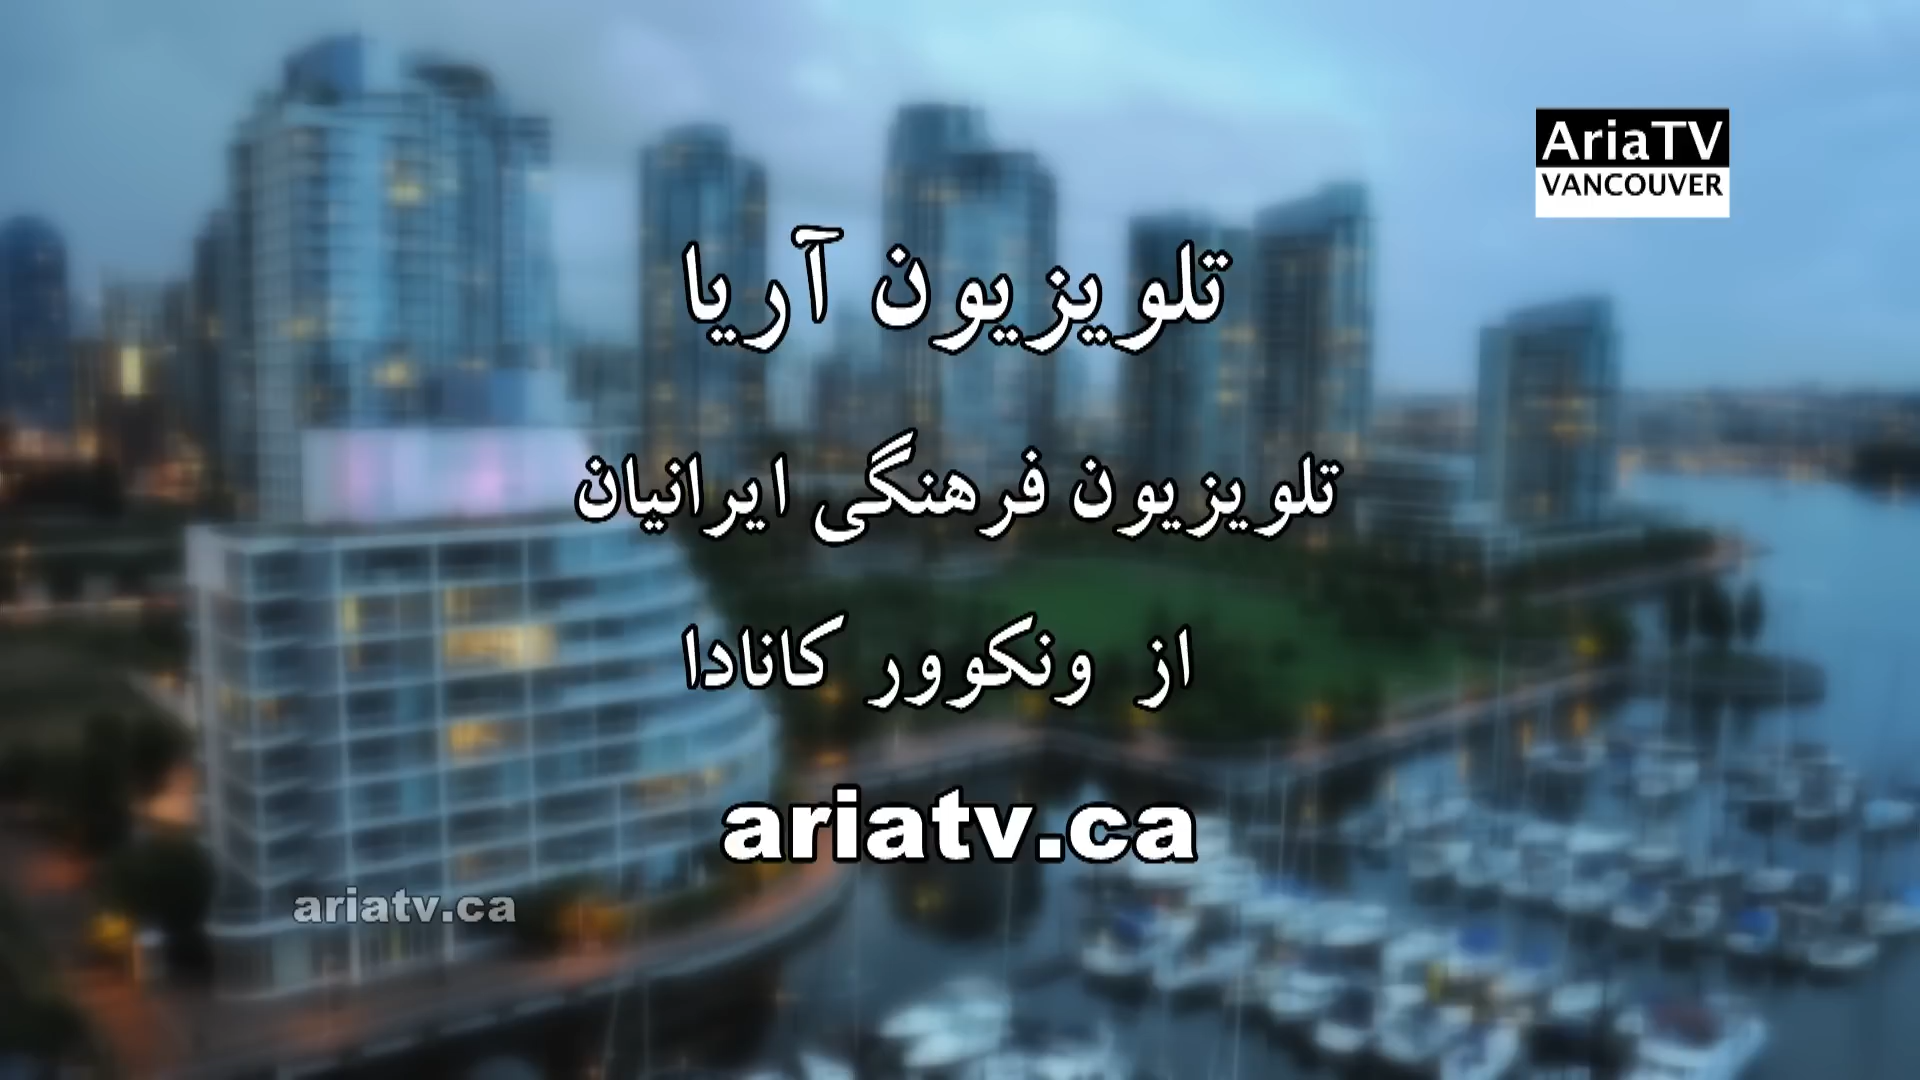 AriaTV
VANCOUVER
تلویزیون آریا
تلویزیون فرهنگی ایرانیان
از ونکوور کانادا
ariatv.ca
ariatv.ca